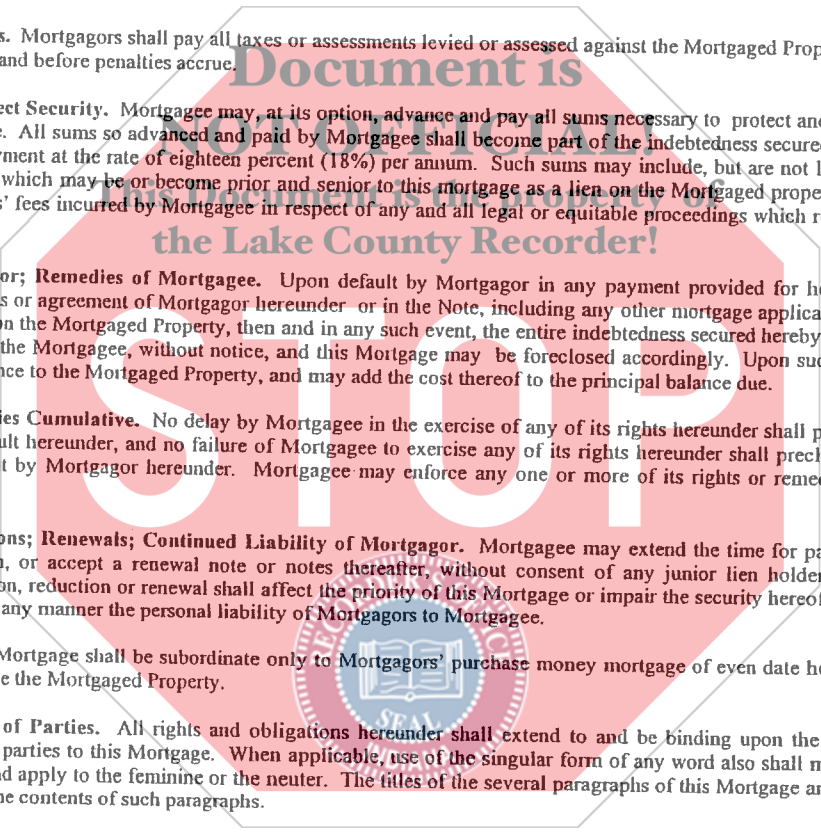 s. Mortgagors shall pay all taxes or assessments levied or assessed against the Mortgaged Prop
and before penalties accrue.
Document is
ect Security. Mortgagee may, at its option, advance and pay all sums necessary to protect and
NOT OFFICIAL!
e. All sums so advanced and paid by Mortgagee shall become part of the indebtedness secured
yment at the rate of eighteen percent (18%) per annum. Such sums may include, but are not l
which may be or become prior and senior to this mortgage as a lien on the Mortgaged prope
This Document is the property of
s' fees incurred by Mortgagee in respect of any and all legal or equitable proceedings which r
the Lake County Recorder!
or; Remedies of Mortgagee. Upon default by Mortgagor in any payment provided for he
s or agreement of Mortgagor hereunder or in the Note, including any other mortgage applica
on the Mortgaged Property, then and in any such event, the entire indebtedness secured hereby
the Mortgagee, without notice, and this Mortgage may be foreclosed accordingly. Upon suc
nce to the Mortgaged Property, and may add the cost thereof to the principal balance due.
STOP
ies Cumulative. No delay by Mortgagee in the exercise of any of its rights hereunder shall p
ult hereunder, and no failure of Mortgagee to exercise any of its rights hereunder shall precl
t by Mortgagor hereunder. Mortgagee may enforce any one or more of its rights or reme
ons; Renewals; Continued Liability of Mortgagor. Mortgagee may extend the time for pa
n, or accept a renewal note or notes thereafter, without consent of any junior lien holder
on, reduction or renewal shall affect the priority of this Mortgage or impair the security hereof
any manner the personal liability of Mortgagors to Mortgagee.
Mortgage shall be subordinate only to Mortgagors' purchase money mortgage of even date he
e the Mortgaged Property.
SEAL
of Parties. All rights and obligations hereunder shall extend to and be binding upon the
parties to this Mortgage. When applicable, use of the singular form of any word also shall m
d apply to the feminine or the neuter. The titles of the several paragraphs of this Mortgage ar
he contents of such paragraphs.